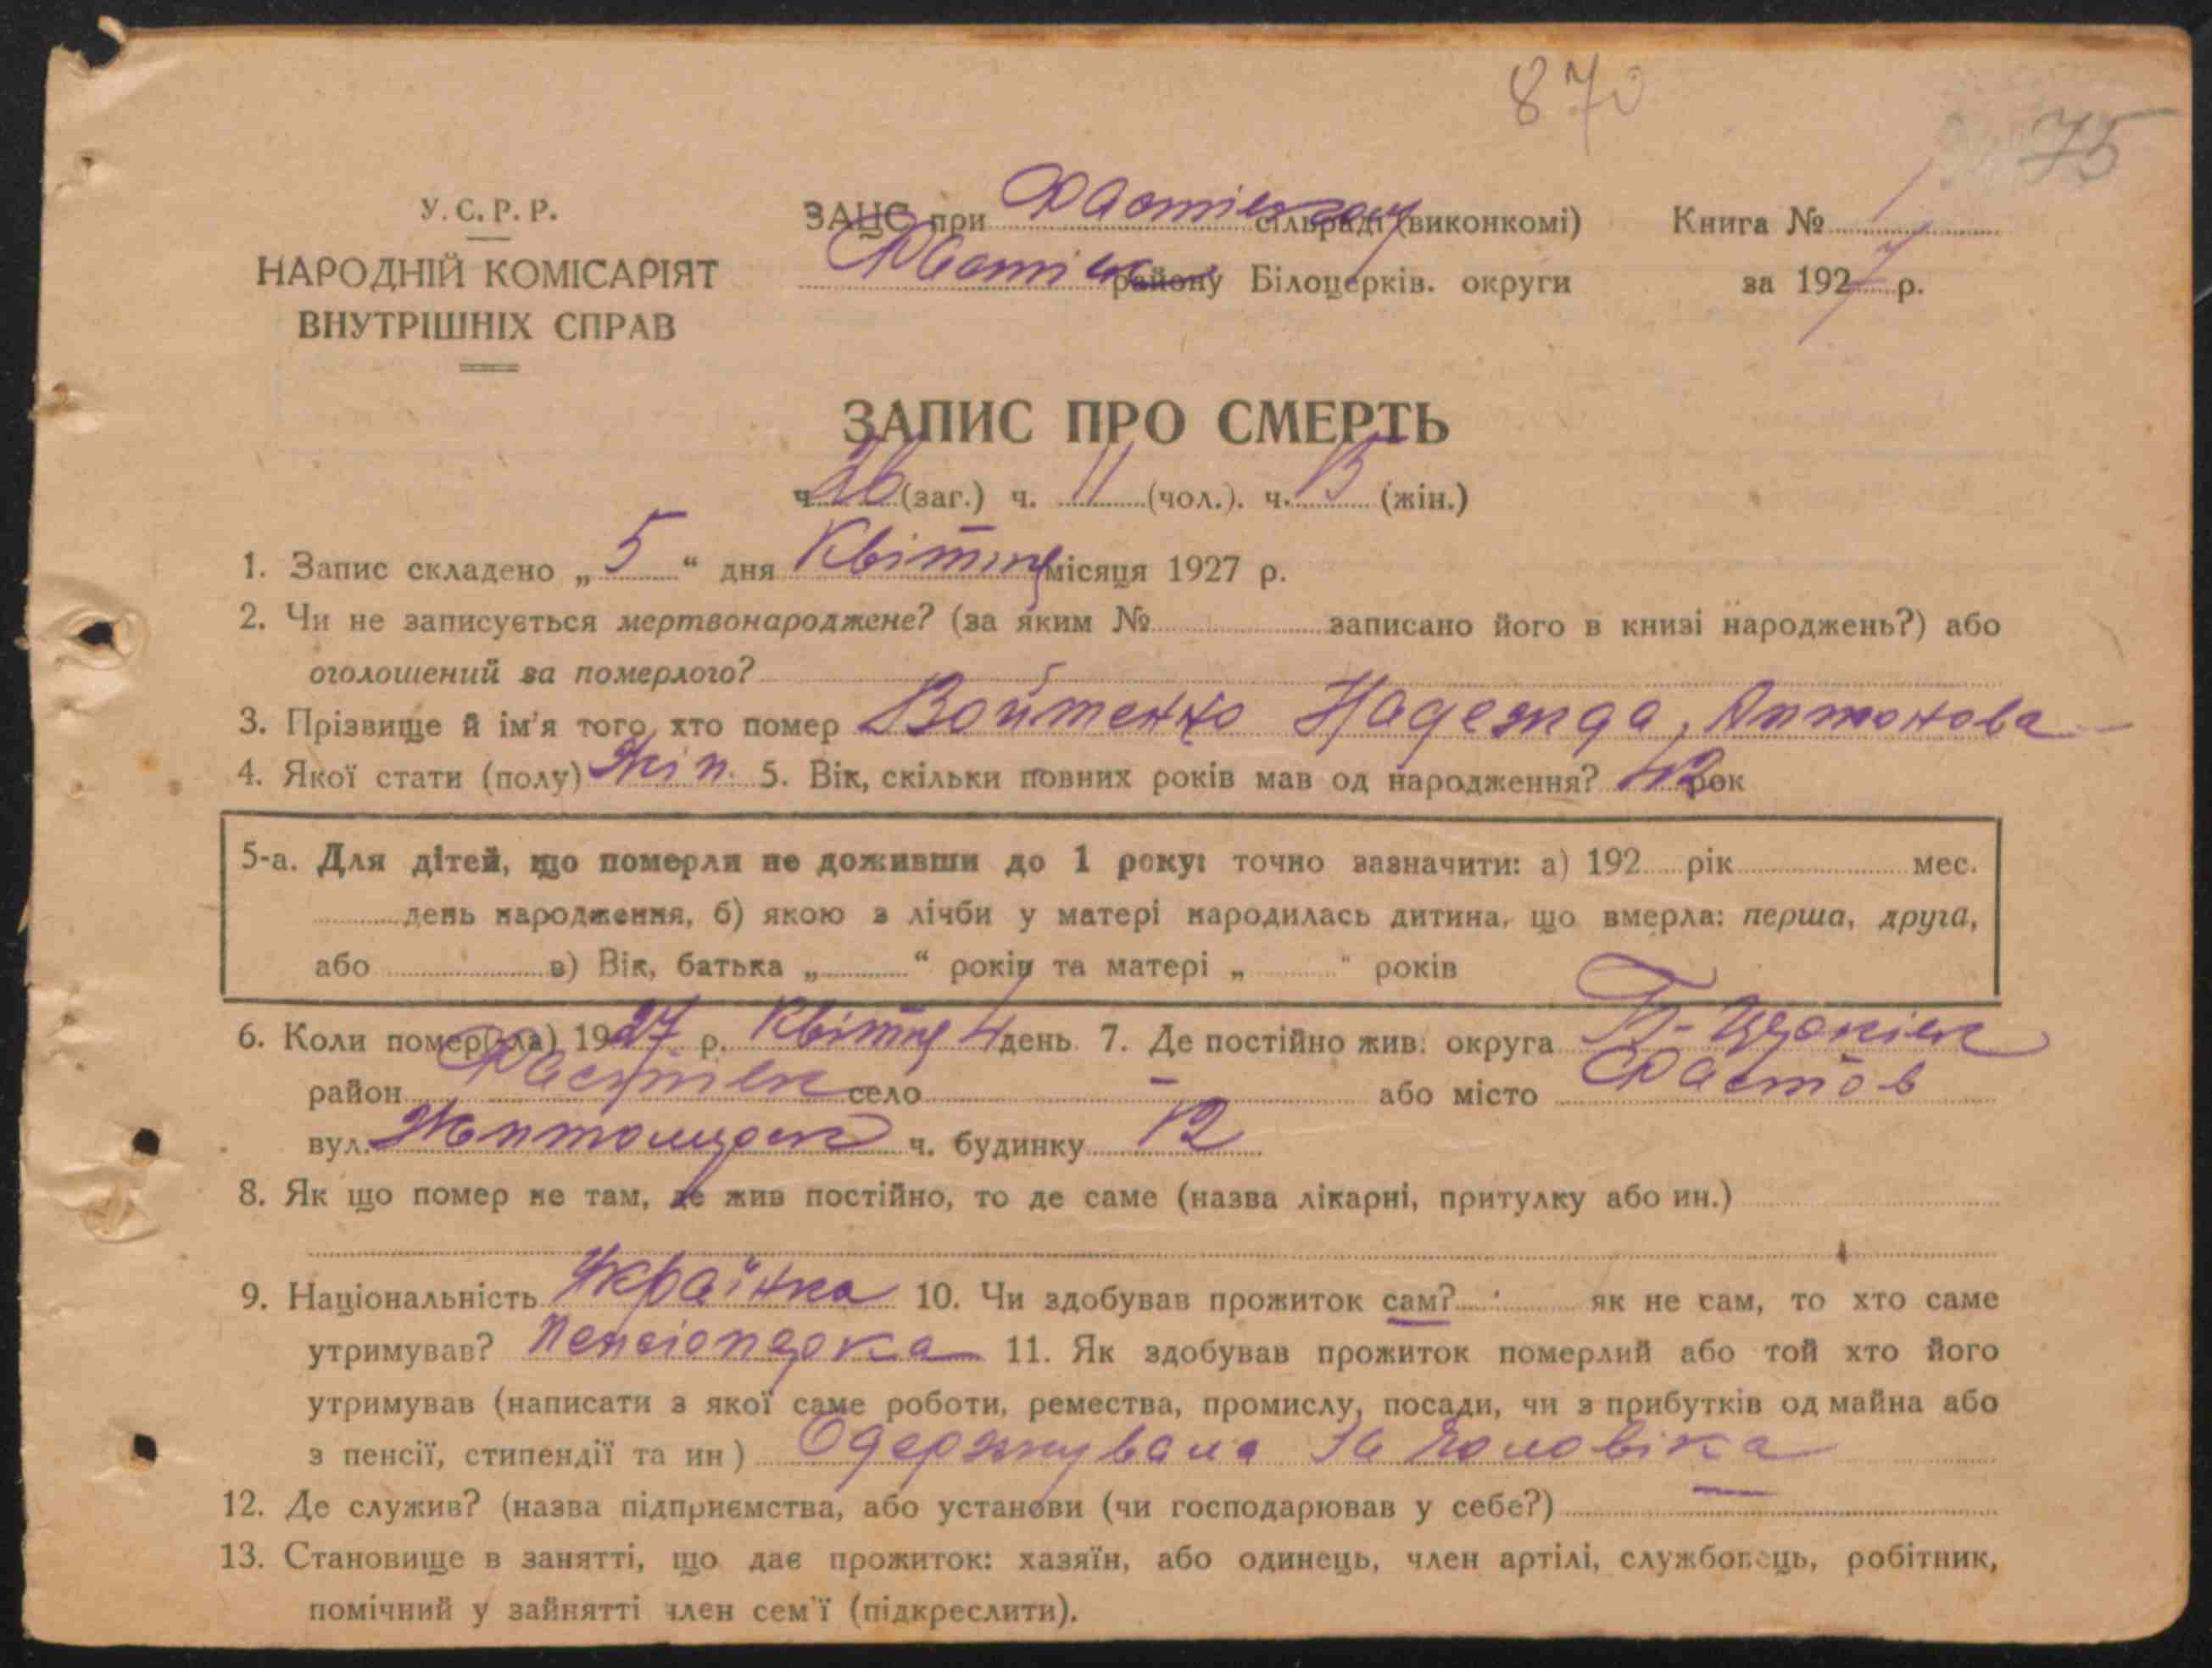 870
75
У.С.Р.Р.
НАРОДНІЙ КОМІСАРІЯТ
ВНУТРІШНІХ СПРАВ
ЗАЦС при Фастівському сільраді (виконкомі)
Фастівськ району Білоцерків. округи
Книга № 1
за 1927 р.
ЗАПИС ПРО СМЕРТЬ
ч. 26 (заг.) ч. 11 (чол.). ч. 15 (жін.)
1. Запис складено „ 5 “ дня Квітня місяця 1927 р.
2. Чи не записується мертвонароджене? (за яким № записано його в книзі народжень?) або
оголошений за померлого?
3. Прізвище й ім'я того, хто помер Войтенко Надежда, Антонова
4. Якої стати (полу) Жін. 5. Вік, скільки повних років мав од народження? 42 рок
5-а. Для дітей, що померли не доживши до 1 року: точно зазначити: а) 192 рік мес.
день народження, б) якою з лічби у матері народилась дитина, що вмерла: перша, друга,
або в) Вік, батька „ “ років та матері „ “ років
6. Коли помер(ла) 1927 р. Квітня 4 день 7. Де постійно жив: округа Б-Церківск
район Фастівськ село - або місто Фастов
вул. ч. будинку 12
8. Як що помер не там, де жив постійно, то де саме (назва лікарні, притулку або ин.)
9. Національність Українка 10. Чи здобував прожиток сам? як не сам, то хто саме
утримував? Пенсіонерка 11. Як здобував прожиток померлий або той хто його
утримував (написати з якої саме роботи, ремества, промислу, посади, чи з прибутків од майна або
з пенсії, стипендії та ин) Одержувала за чоловіка
12. Де служив? (назва підприємства, або установи (чи господарював у себе?)
13. Становище в занятті, що дає прожиток: хазяїн, або одинець, член артілі, службовець, робітник,
помічний у зайнятті член сем'ї (підкреслити).